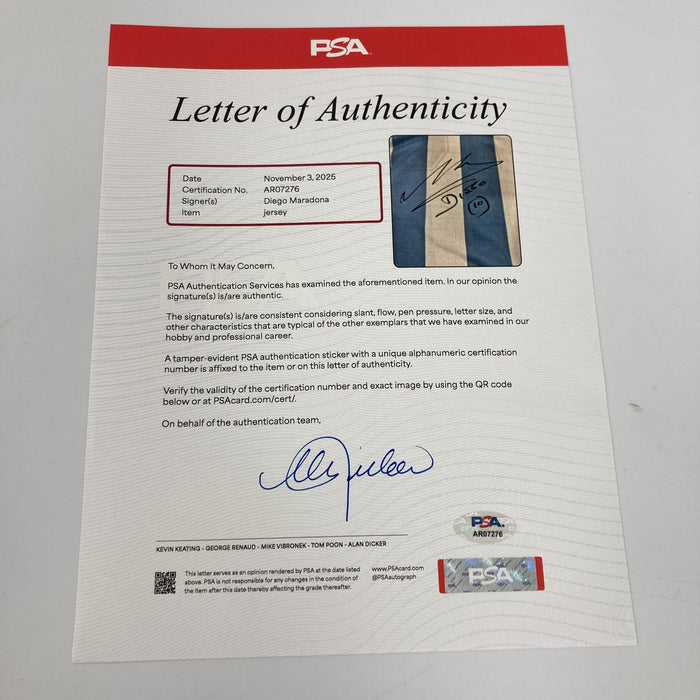 PSA
Letter of Authenticity
Date November 3, 2025
Certification No. AR07276
Signer(s) Diego Maradona
Item jersey
Diego
(10)
To Whom It May Concern,
PSA Authentication Services has examined the aforementioned item. In our opinion the
signature(s) is/are authentic.
The signature(s) is/are consistent considering slant, flow, pen pressure, letter size, and
other characteristics that are typical of the other exemplars that we have examined in our
hobby and professional career.
A tamper-evident PSA authentication sticker with a unique alphanumeric certification
number is affixed to the item or on this letter of authenticity.
Verify the validity of the certification number and exact image by using the QR code
below or at PSAcard.com/cert/.
On behalf of the authentication team,
PSA
AR07276
KEVIN KEATING - GEORGE RENAUD - MIKE VIBRONEK - TOM POON - ALAN DICKER
This letter serves as an opinion rendered by PSA at the date listed
above. PSA is not responsible for any changes in the condition of
the item after this date thereby affecting the grade thereafter.
www.PSAcard.com
@PSAautograph
PSA